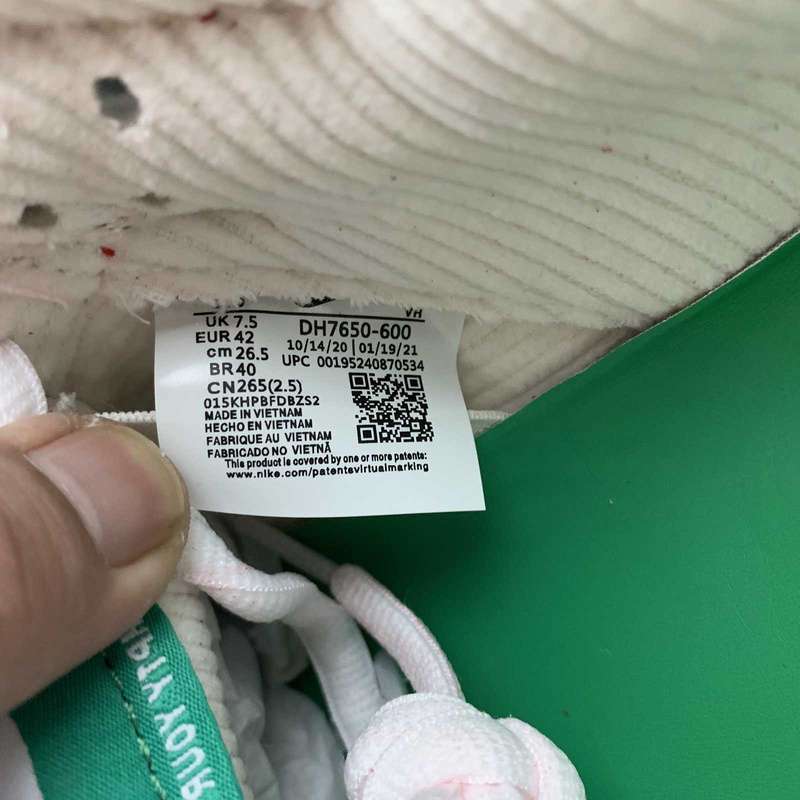 VH
UK 7.5
EUR 42
cm 26.5
BR 40
CN 265(2.5)
DH7650-600
10/14/20 | 01/19/21
UPC 00195240870534
015KHPBFDBZS2
MADE IN VIETNAM
HECHO EN VIETNAM
FABRIQUE AU VIETNAM
FABRICADO NO VIETNÃ
This product is covered by one or more patents:
www.nike.com/patentsvirtualmarking